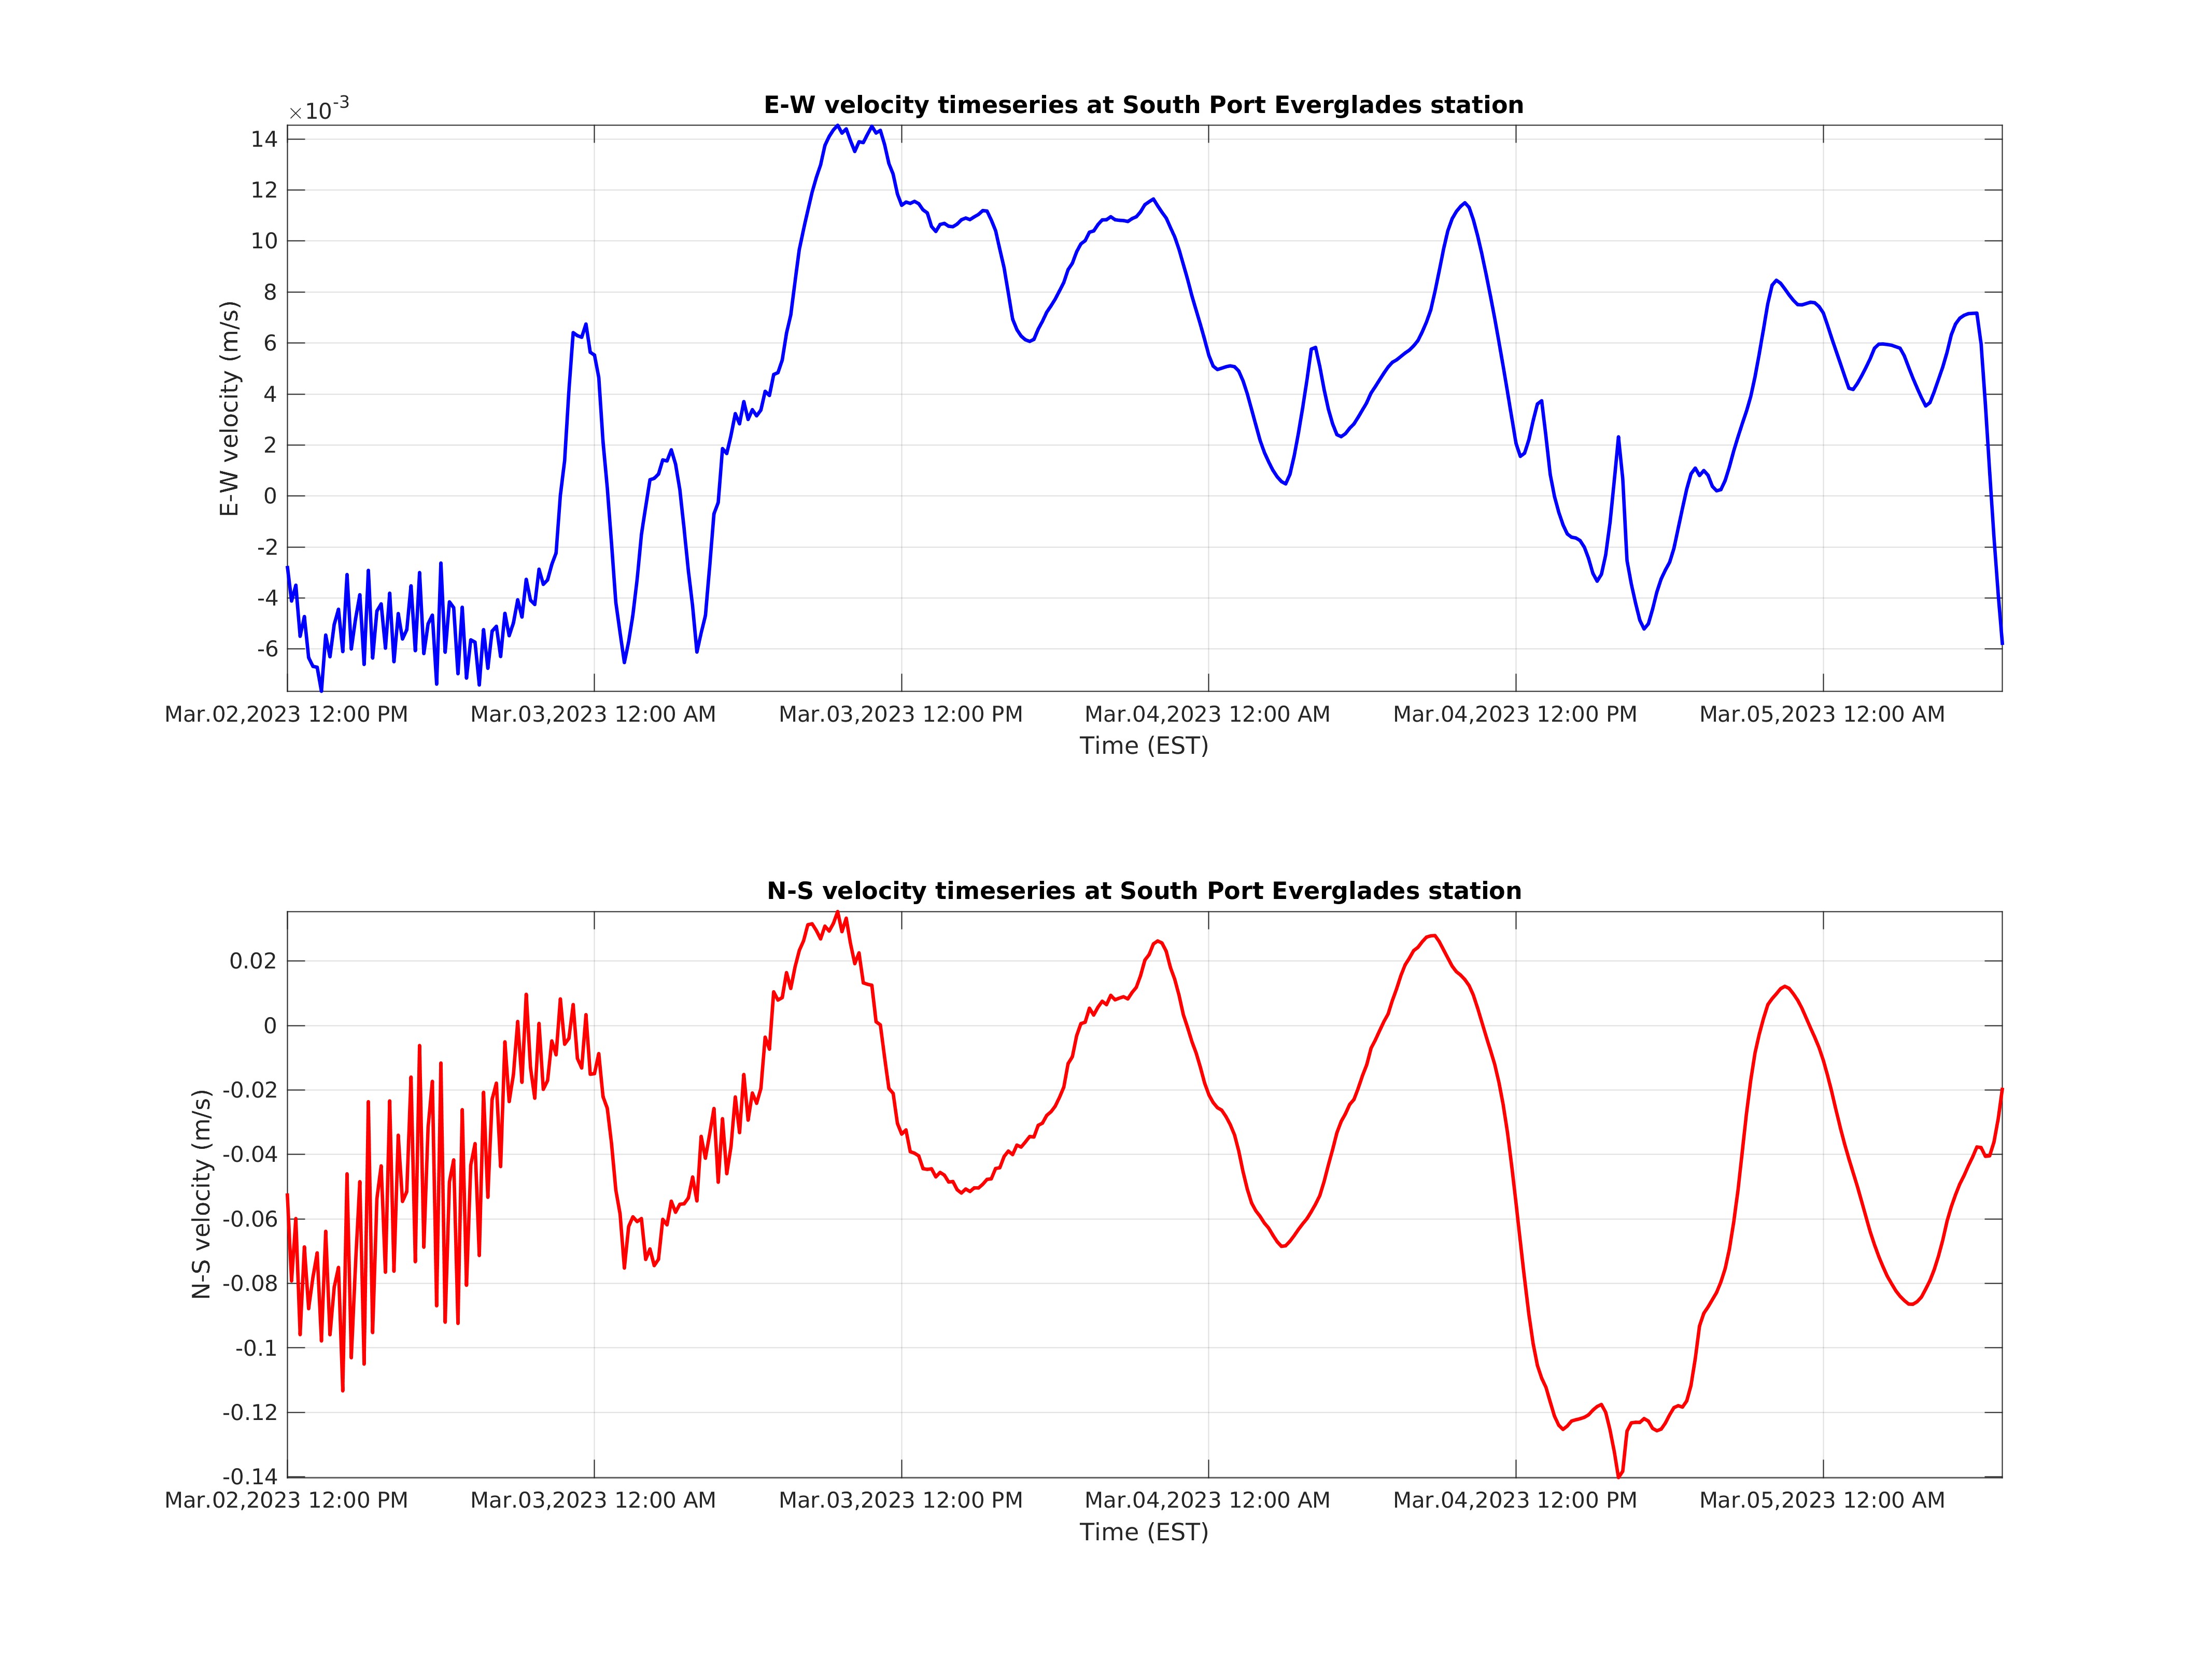 E-W velocity timeseries at South Port Everglades station
×10-3
14
12
10
8
6
4
2
0
-2
-4
-6
E-W velocity (m/s)
Mar.02,2023 12:00 PM Mar.03,2023 12:00 AM Mar.03,2023 12:00 PM Mar.04,2023 12:00 AM Mar.04,2023 12:00 PM Mar.05,2023 12:00 AM
Time (EST)
N-S velocity timeseries at South Port Everglades station
0.02
0
-0.02
-0.04
-0.06
-0.08
-0.1
-0.12
-0.14
N-S velocity (m/s)
Mar.02,2023 12:00 PM Mar.03,2023 12:00 AM Mar.03,2023 12:00 PM Mar.04,2023 12:00 AM Mar.04,2023 12:00 PM Mar.05,2023 12:00 AM
Time (EST)